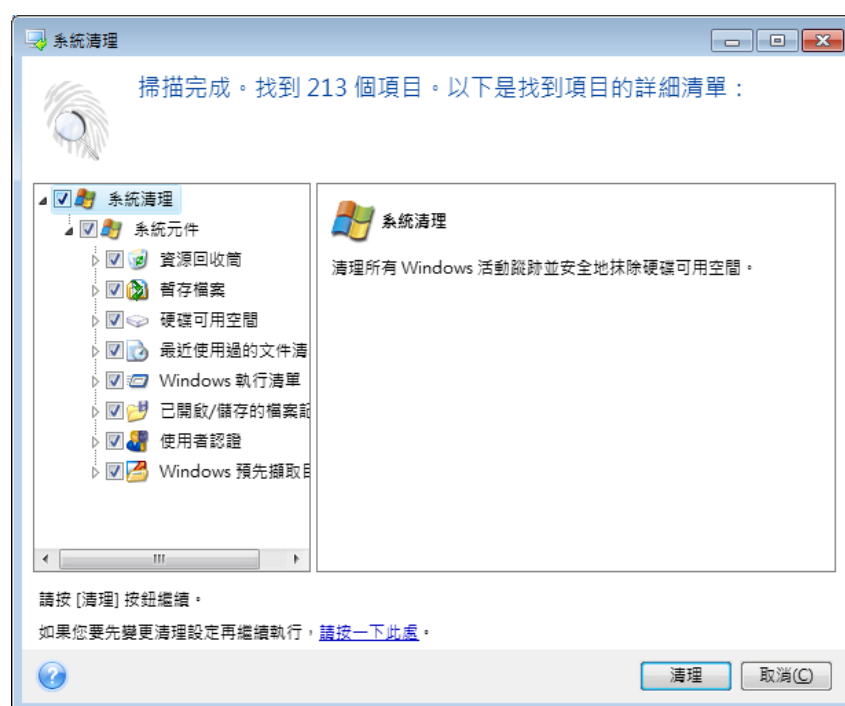 系統清理
掃描完成。找到 213 個項目。以下是找到項目的詳細清單：
系統清理
系統元件
資源回收筒
暫存檔案
硬碟可用空間
最近使用過的文件清
Windows 執行清單
已開啟/儲存的檔案記
使用者認證
Windows 預先擷取目
系統清理
清理所有 Windows 活動蹤跡並安全地抹除硬碟可用空間。
請按 [清理] 按鈕繼續。
如果您要先變更清理設定再繼續執行，請按一下此處。
清理
取消(C)